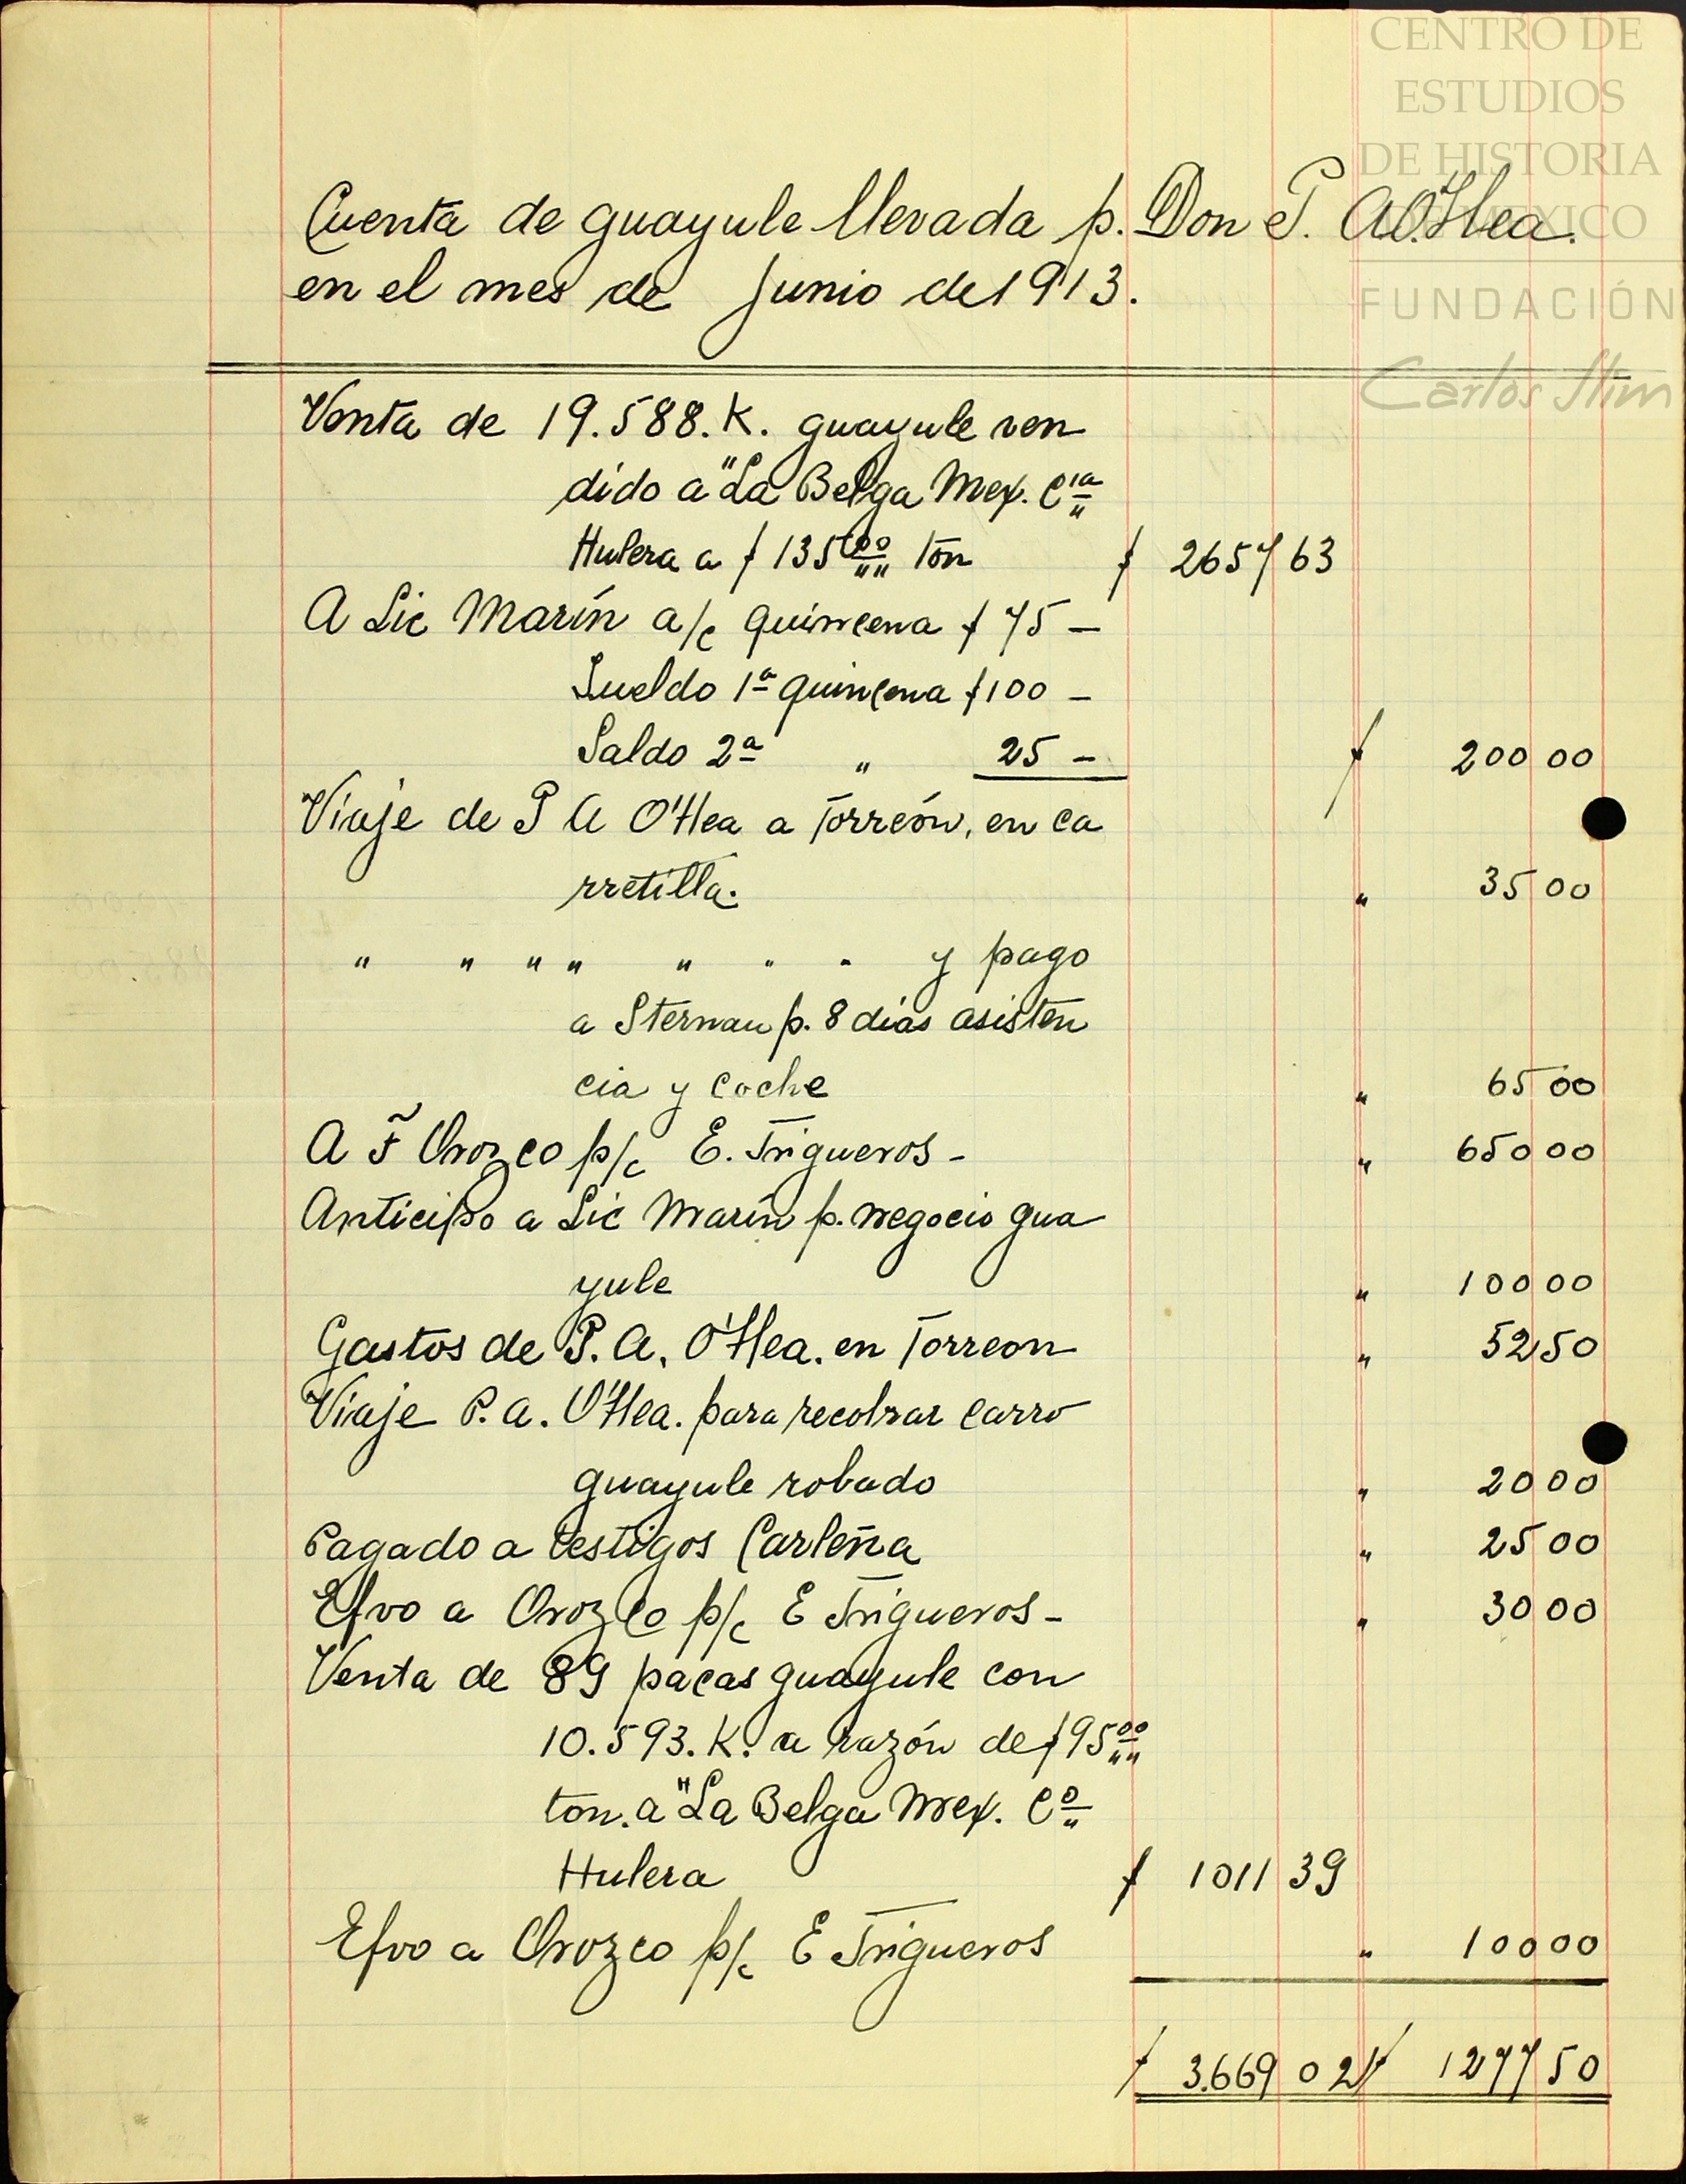 CENTRO DE
ESTUDIOS
DE HISTORIA
DE MEXICO
FUNDACIÓN
Carlos Slim
Cuenta de guayule llevada p. Don P. A. O'Hea.
en el mes de Junio de 1913.
Venta de 19.588.K. guayule ven
dido a "La Belga Mex. Cia
Hulera a $ 135 00 Ton $ 2657 63
A Lic Marín a/c quincena $ 75 —
Sueldo 1a quincena $ 100 —
Saldo 2a " 25 — $ 200 00
Viaje de P A O'Hea a Torreón, en ca
rretilla. " 35 00
" " " " " " " y pago
a Sternau p. 8 dias asisten
cia y coche " 65 00
A F Orozco p/c E. Trigueros - " 650 00
Anticipo a Lic Marín p. negocio gua
yule " 100 00
Gastos de P. A. O'Hea. en Torreon " 52 50
Viaje P. A. O'Hea. para recobrar carro
guayule robado " 20 00
Pagado a testigos " 25 00
Efvo a Orozco p/c E Trigueros - " 30 00
Venta de 89 pacas guayule con
10.593.K. a razón de $ 95 00
ton. a "La Belga Mex. Co
Hulera $ 1011 39
Efvo a Orozco p/c E Trigueros " 100 00
$ 3.669 02 $ 1277 50